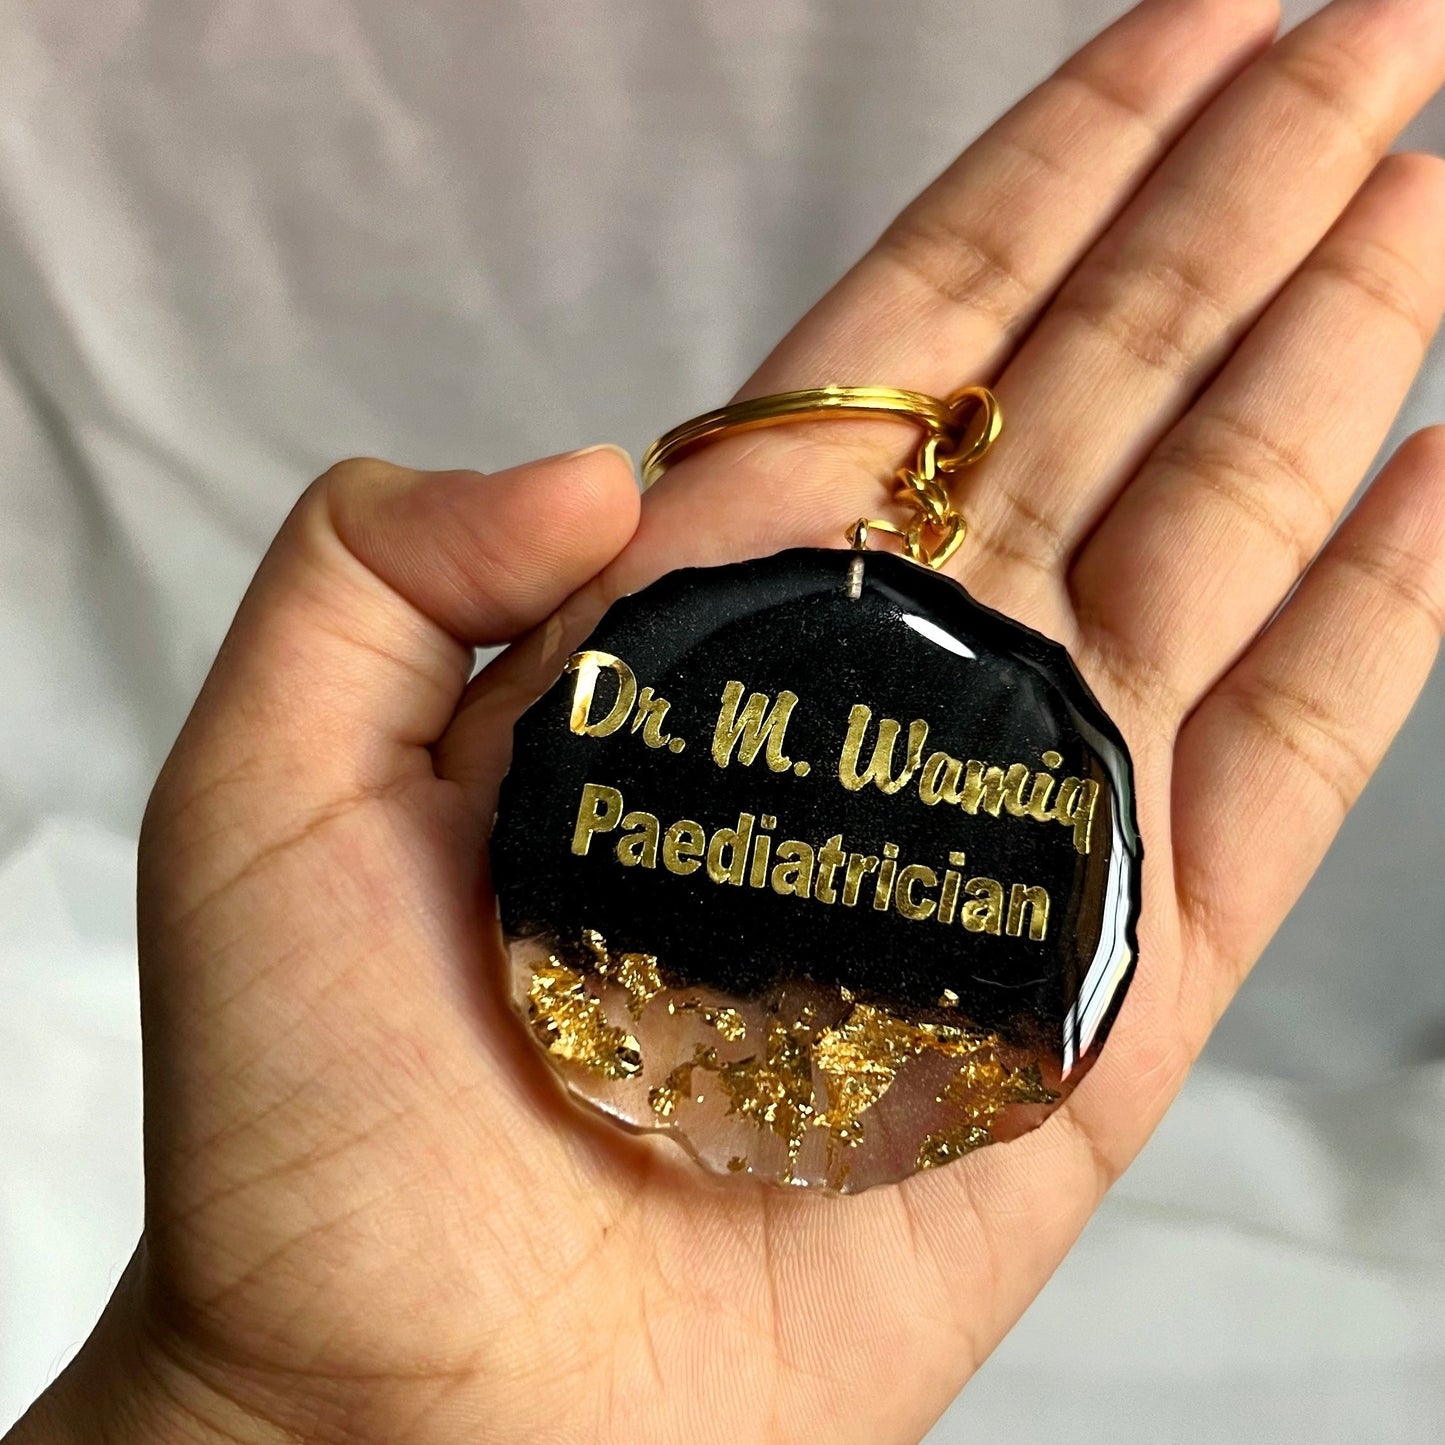 Dr. M. Wamiq
Paediatrician